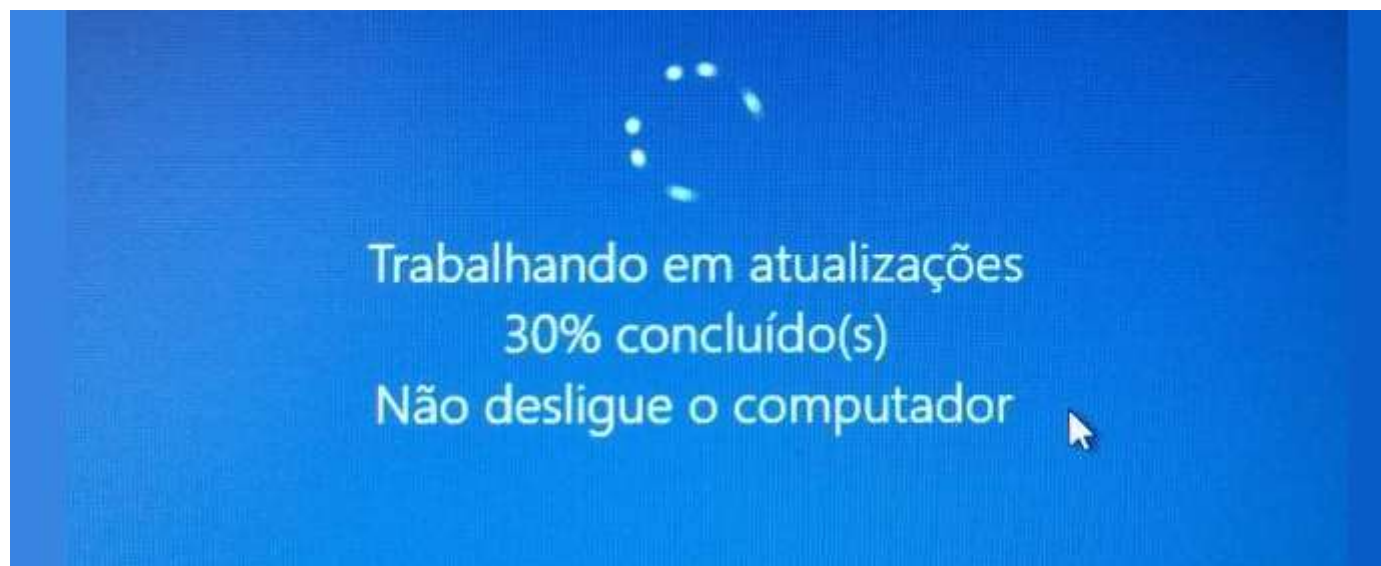 Trabalhando em atualizações
30% concluído(s)
Não desligue o computador